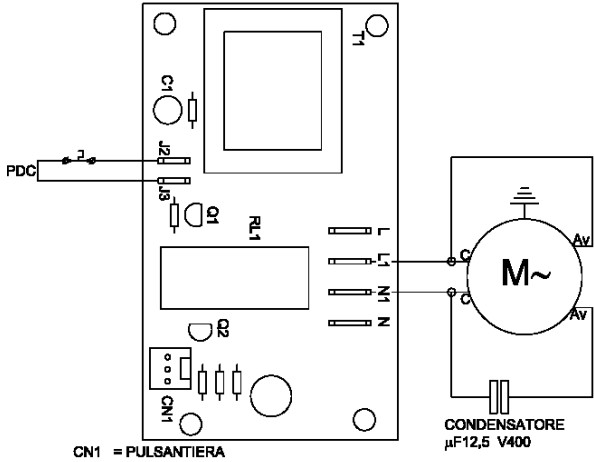 T1
C1
J2
PDC
J3
Q1
RL1
L
L1
N1
N
C
C
Av
M~
Av
Q2
CN1
CONDENSATORE
µF12,5 V400
CN1 = PULSANTIERA